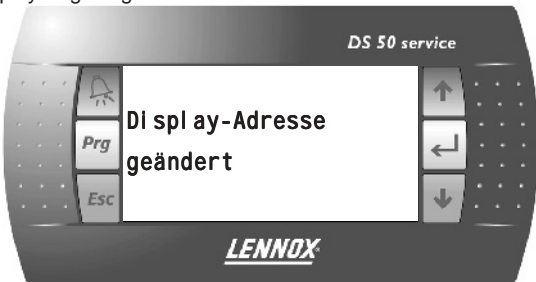 DS 50 service
Display-Adresse
geändert
Prg
Esc
LENNOX